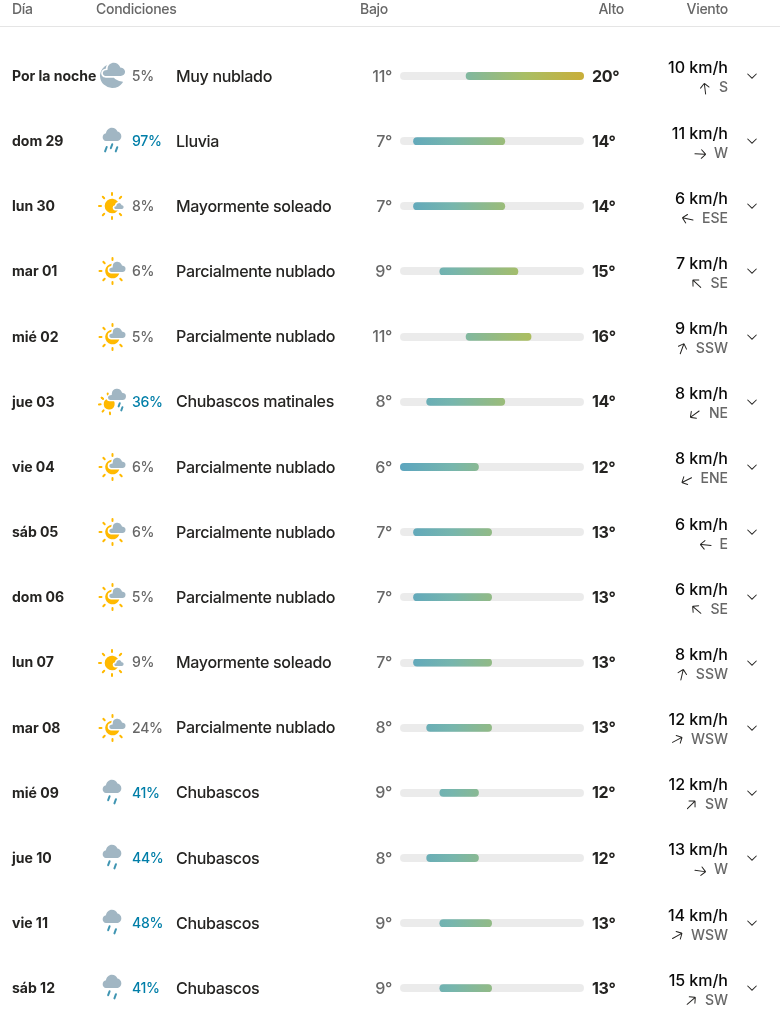 Día Condiciones Bajo Alto Viento
Por la noche 5% Muy nublado 11° 20° 10 km/h
S
dom 29 97% Lluvia 7° 14° 11 km/h
W
lun 30 8% Mayormente soleado 7° 14° 6 km/h
ESE
mar 01 6% Parcialmente nublado 9° 15° 7 km/h
SE
mié 02 5% Parcialmente nublado 11° 16° 9 km/h
SSW
jue 03 36% Chubascos matinales 8° 14° 8 km/h
NE
vie 04 6% Parcialmente nublado 6° 12° 8 km/h
ENE
sáb 05 6% Parcialmente nublado 7° 13° 6 km/h
E
dom 06 5% Parcialmente nublado 7° 13° 6 km/h
SE
lun 07 9% Mayormente soleado 7° 13° 8 km/h
SSW
mar 08 24% Parcialmente nublado 8° 13° 12 km/h
WSW
mié 09 41% Chubascos 9° 12° 12 km/h
SW
jue 10 44% Chubascos 8° 12° 13 km/h
W
vie 11 48% Chubascos 9° 13° 14 km/h
WSW
sáb 12 41% Chubascos 9° 13° 15 km/h
SW